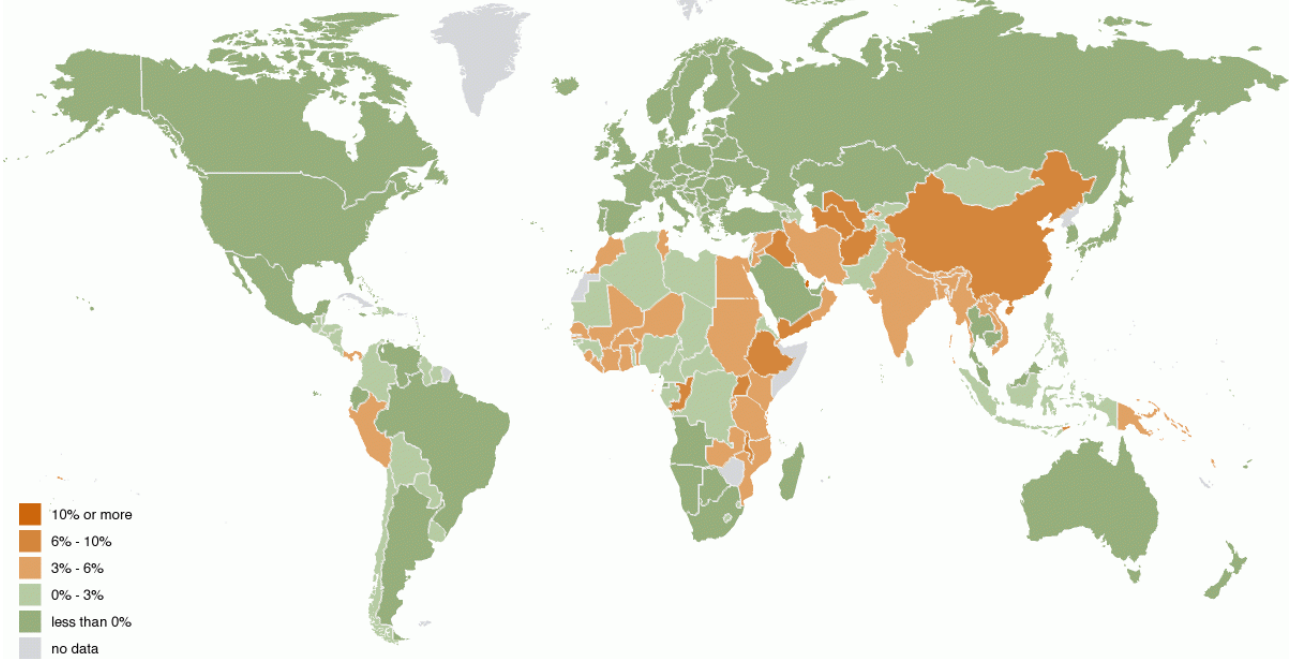 10% or more
6% - 10%
3% - 6%
0% - 3%
less than 0%
no data